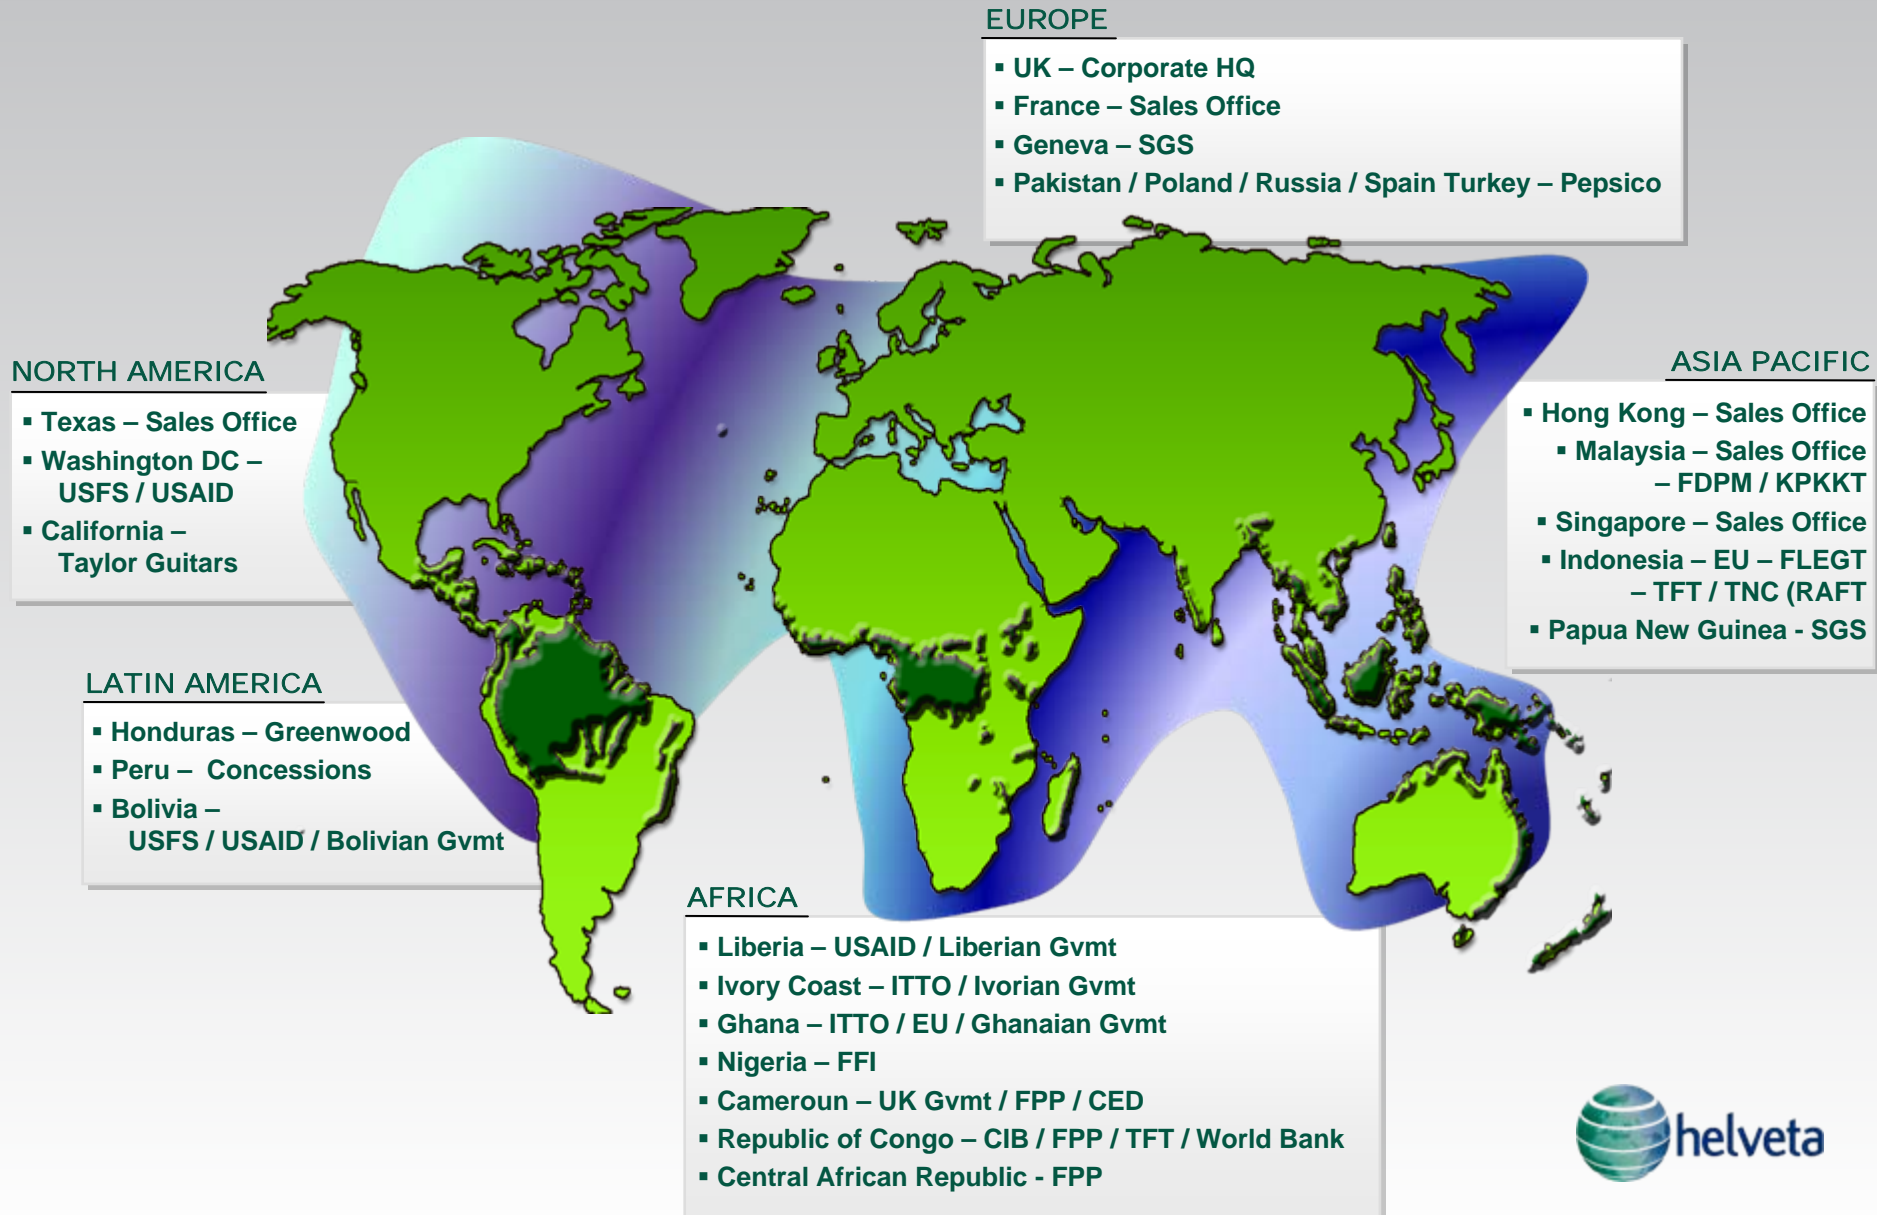 EUROPE
▪ UK – Corporate HQ
▪ France – Sales Office
▪ Geneva – SGS
▪ Pakistan / Poland / Russia / Spain Turkey – Pepsico
NORTH AMERICA
▪ Texas – Sales Office
▪ Washington DC –
USFS / USAID
▪ California –
Taylor Guitars
ASIA PACIFIC
▪ Hong Kong – Sales Office
▪ Malaysia – Sales Office
– FDPM / KPKKT
▪ Singapore – Sales Office
▪ Indonesia – EU – FLEGT
– TFT / TNC (RAFT
▪ Papua New Guinea - SGS
LATIN AMERICA
▪ Honduras – Greenwood
▪ Peru – Concessions
▪ Bolivia –
USFS / USAID / Bolivian Gvmt
AFRICA
▪ Liberia – USAID / Liberian Gvmt
▪ Ivory Coast – ITTO / Ivorian Gvmt
▪ Ghana – ITTO / EU / Ghanaian Gvmt
▪ Nigeria – FFI
▪ Cameroun – UK Gvmt / FPP / CED
▪ Republic of Congo – CIB / FPP / TFT / World Bank
▪ Central African Republic - FPP
helveta